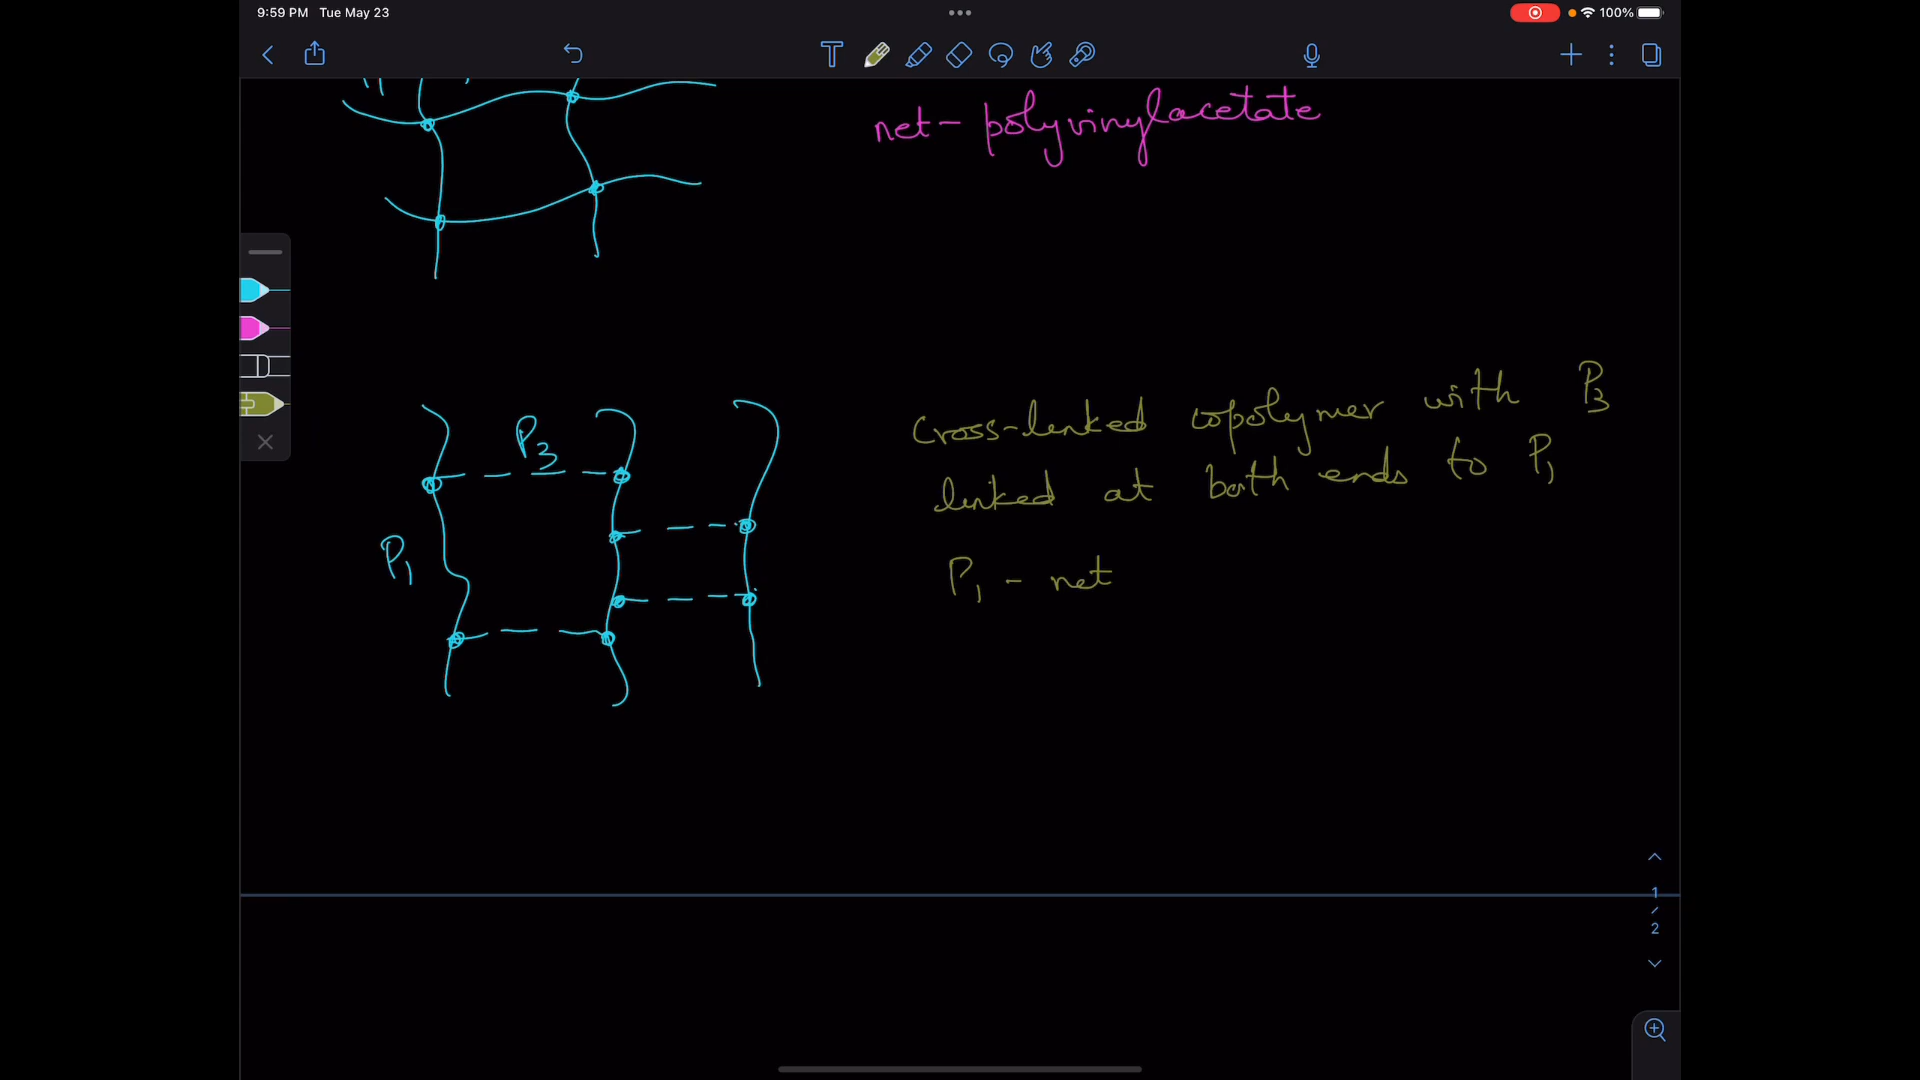 9:59 PM Tue May 23
100%
net- polyvinylacetate
P3
P1
Cross-linked copolymer with P3
linked at both ends to P1
P1 - net
1
/
2